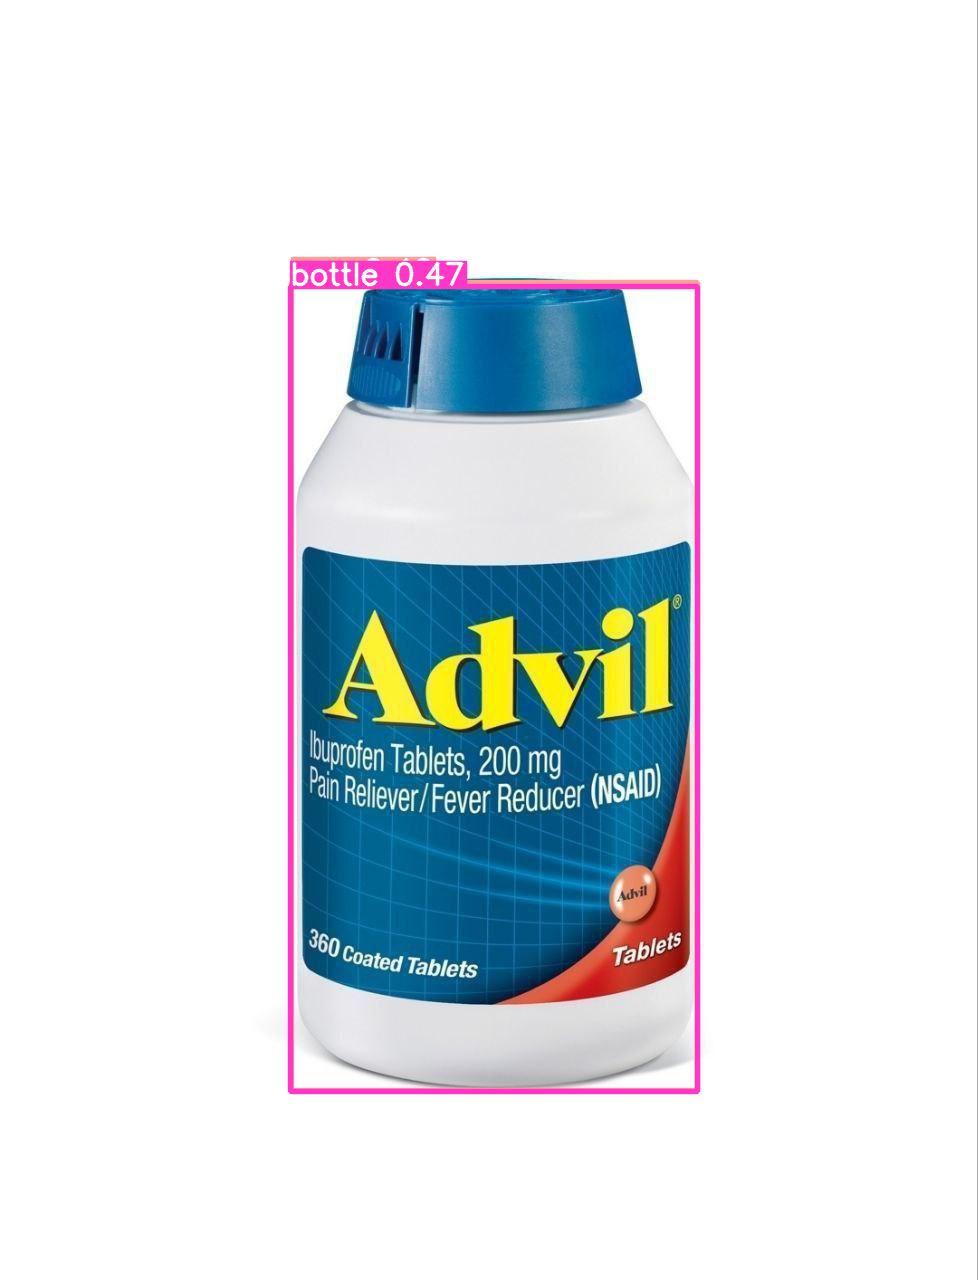 bottle 0.47
Advil®
Ibuprofen Tablets, 200 mg
Pain Reliever/Fever Reducer (NSAID)
Advil
360 Coated Tablets
Tablets